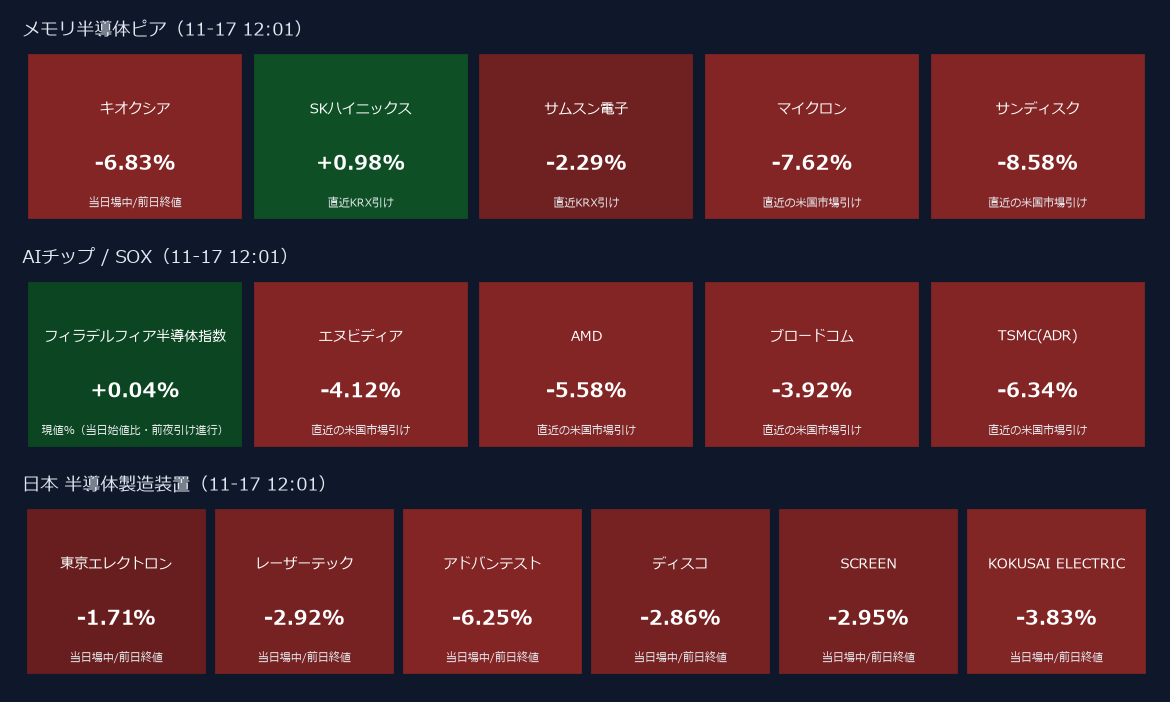 メモリ半導体ピア（11-17 12:01）
キオクシア
-6.83%
当日場中/前日終値
SKハイニックス
+0.98%
直近KRX引け
サムスン電子
-2.29%
直近KRX引け
マイクロン
-7.62%
直近の米国市場引け
サンディスク
-8.58%
直近の米国市場引け
AIチップ / SOX（11-17 12:01）
フィラデルフィア半導体指数
+0.04%
現値%（当日始値比・前夜引け進行）
エヌビディア
-4.12%
直近の米国市場引け
AMD
-5.58%
直近の米国市場引け
ブロードコム
-3.92%
直近の米国市場引け
TSMC(ADR)
-6.34%
直近の米国市場引け
日本 半導体製造装置（11-17 12:01）
東京エレクトロン
-1.71%
当日場中/前日終値
レーザーテック
-2.92%
当日場中/前日終値
アドバンテスト
-6.25%
当日場中/前日終値
ディスコ
-2.86%
当日場中/前日終値
SCREEN
-2.95%
当日場中/前日終値
KOKUSAI ELECTRIC
-3.83%
当日場中/前日終値